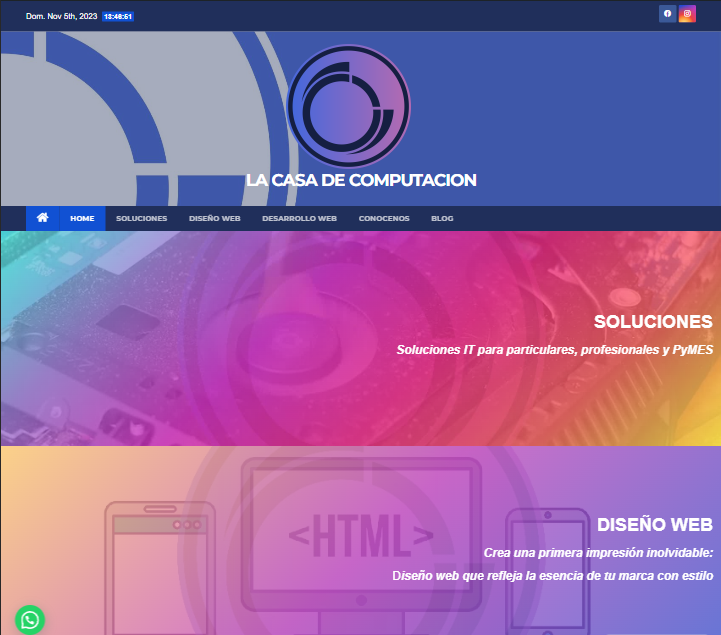 Dom. Nov 5th, 2023 13:48:51
LA CASA DE COMPUTACION
HOME SOLUCIONES DISEÑO WEB DESARROLLO WEB CONOCENOS BLOG
SOLUCIONES
Soluciones IT para particulares, profesionales y PyMES
<HTML>
DISEÑO WEB
Crea una primera impresión inolvidable:
Diseño web que refleja la esencia de tu marca con estilo